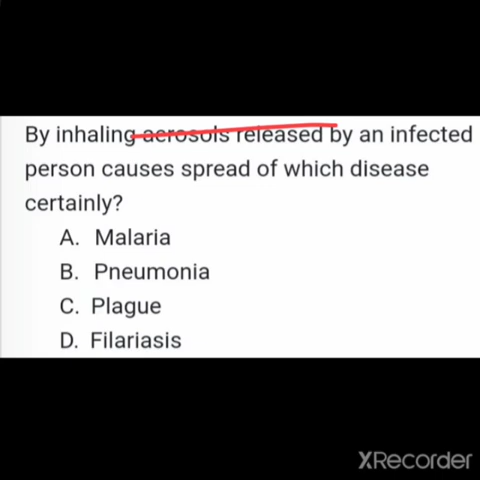 By inhaling aerosols released by an infected
person causes spread of which disease
certainly?
A. Malaria
B. Pneumonia
C. Plague
D. Filariasis
XRecorder